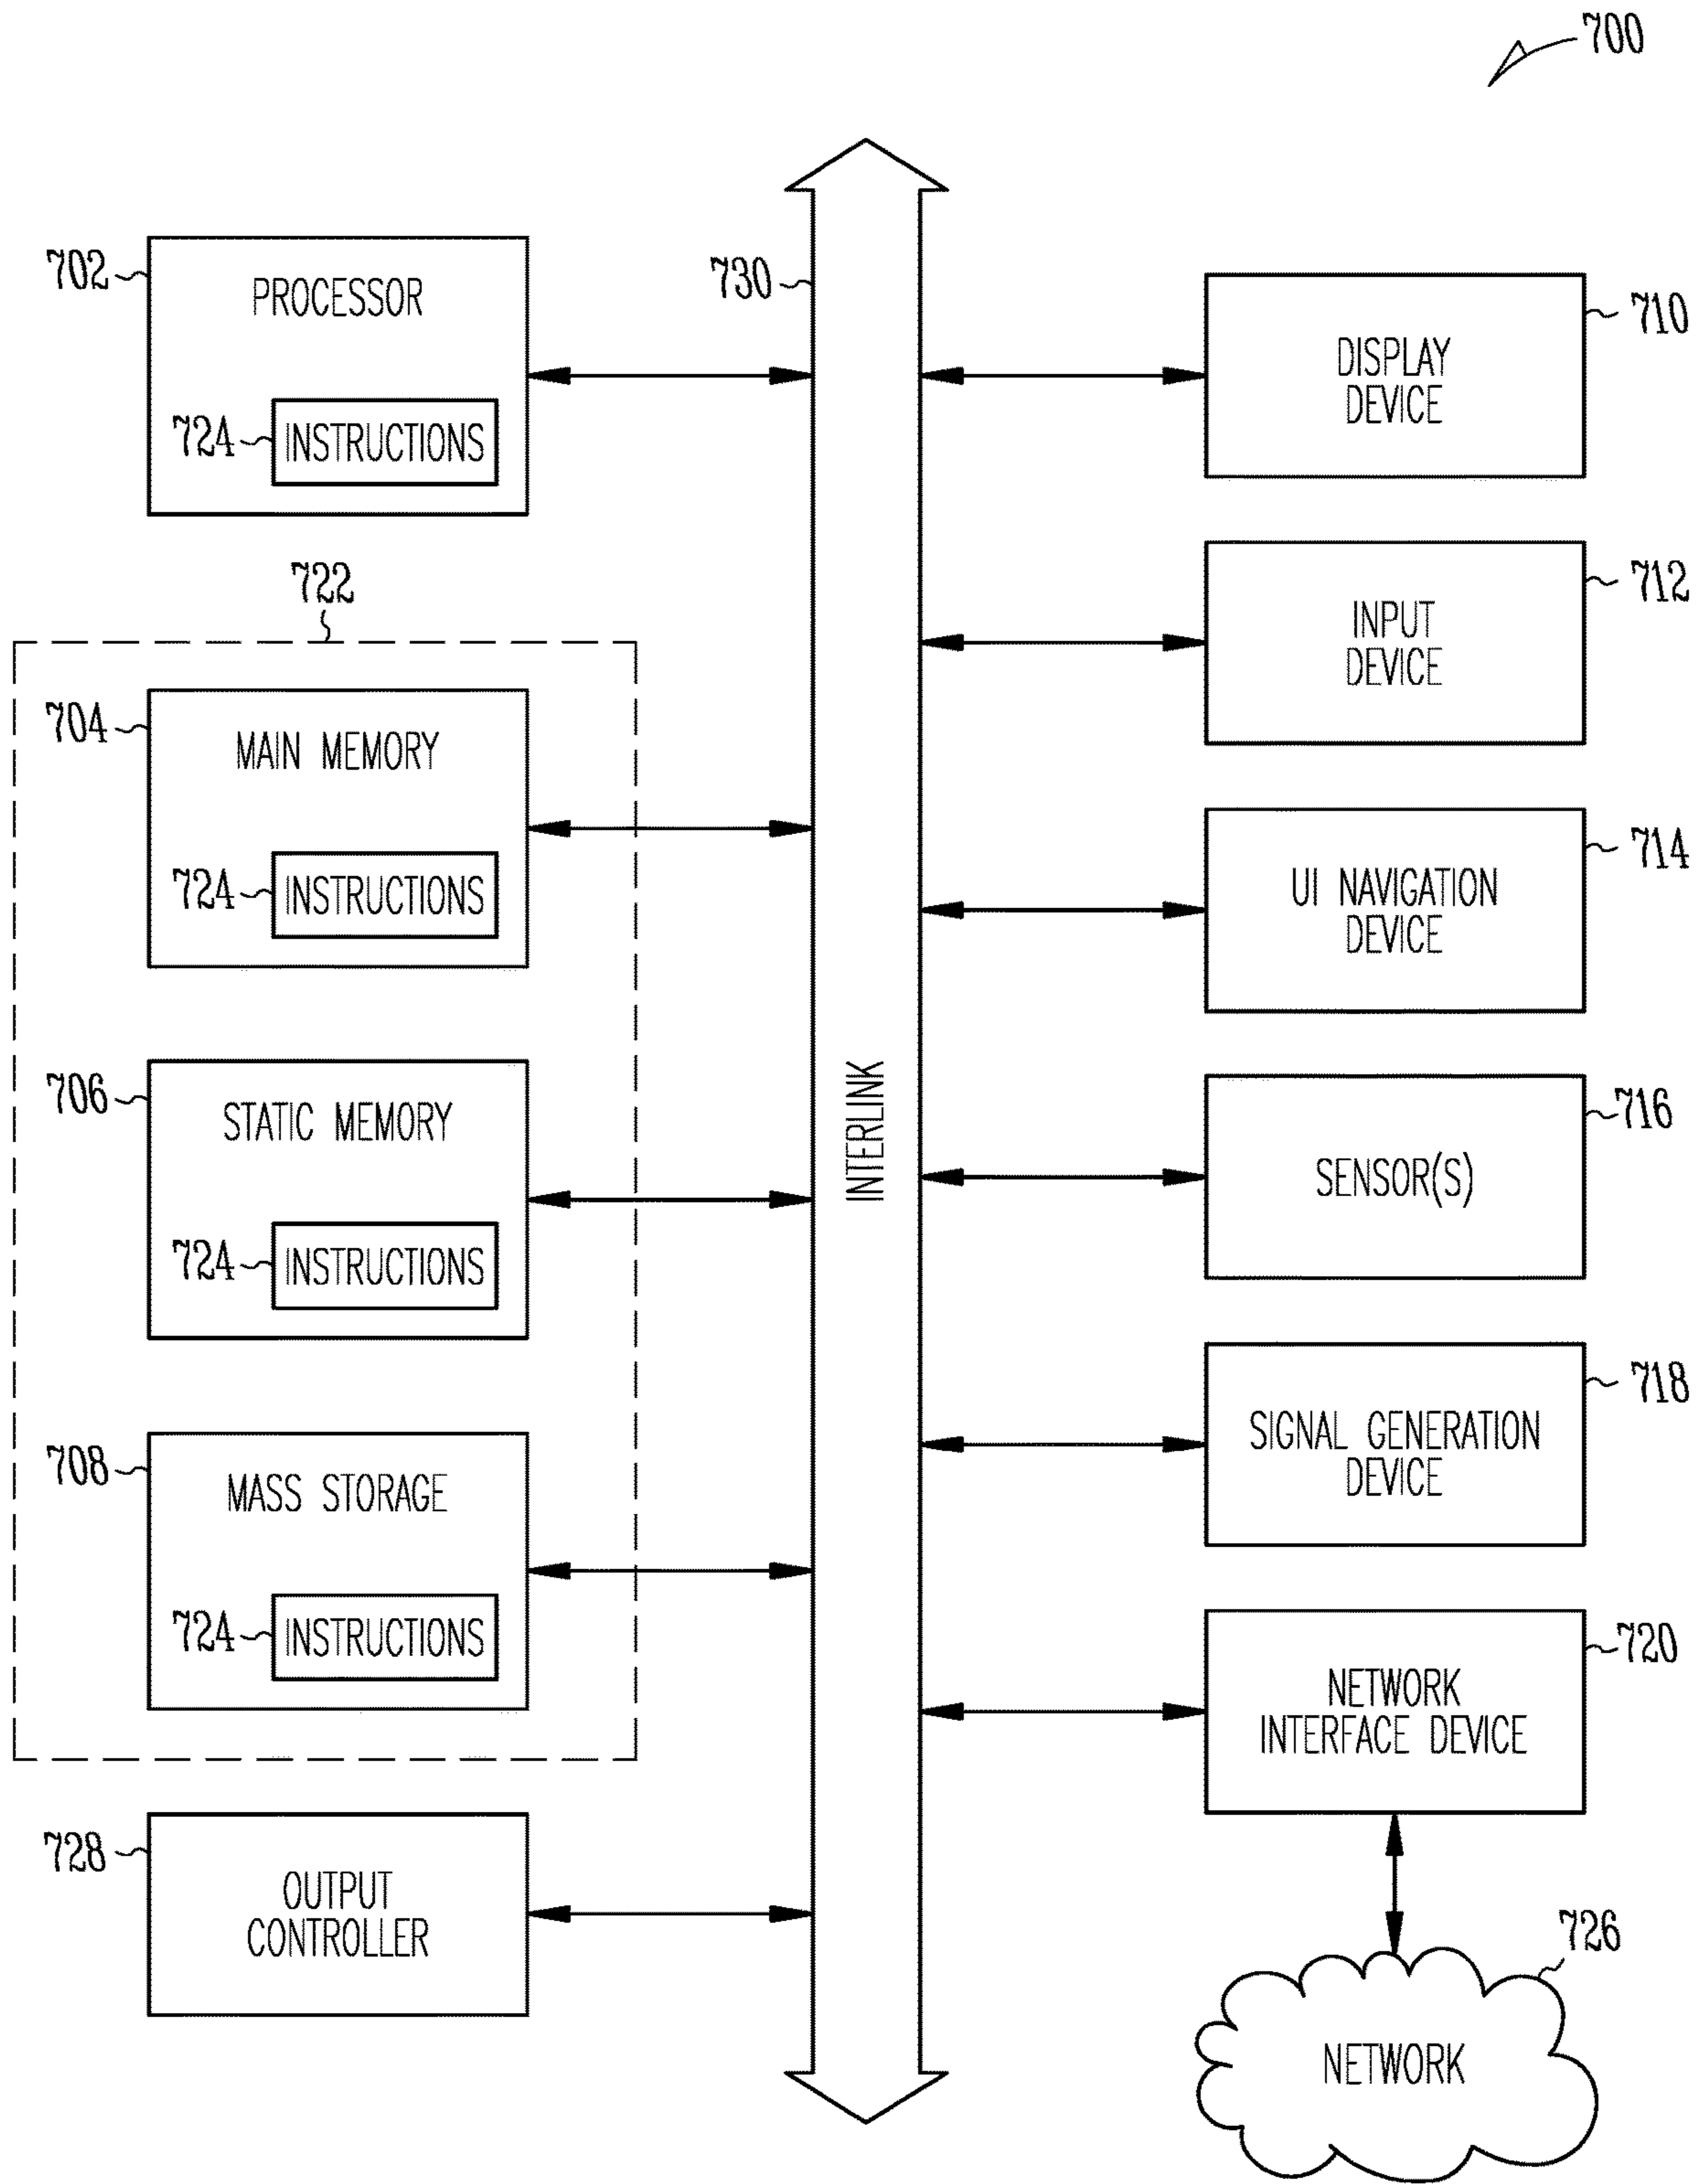 700
702
PROCESSOR
724
INSTRUCTIONS
722
704
MAIN MEMORY
724
INSTRUCTIONS
706
STATIC MEMORY
724
INSTRUCTIONS
708
MASS STORAGE
724
INSTRUCTIONS
728
OUTPUT
CONTROLLER
730
INTERLINK
710
DISPLAY
DEVICE
712
INPUT
DEVICE
714
UI NAVIGATION
DEVICE
716
SENSOR(S)
718
SIGNAL GENERATION
DEVICE
720
NETWORK
INTERFACE DEVICE
726
NETWORK